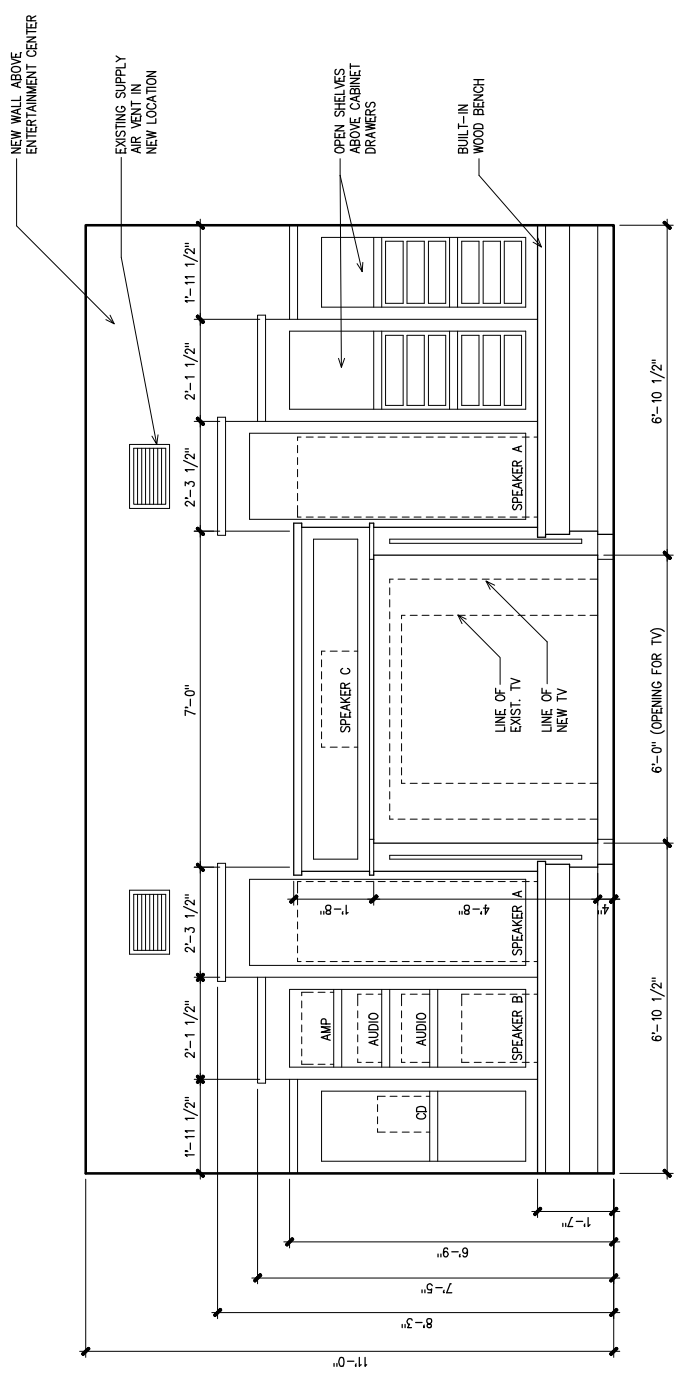 NEW WALL ABOVE
ENTERTAINMENT CENTER
EXISTING SUPPLY
AIR VENT IN
NEW LOCATION
OPEN SHELVES
ABOVE CABINET
DRAWERS
BUILT-IN
WOOD BENCH
1'-11 1/2"
2'-1 1/2"
2'-3 1/2"
7'-0"
2'-3 1/2"
2'-1 1/2"
1'-11 1/2"
SPEAKER A
SPEAKER C
LINE OF
EXIST. TV
LINE OF
NEW TV
SPEAKER A
AMP
AUDIO
AUDIO
SPEAKER B
CD
1'-8"
4'-8"
4"
6'-10 1/2"
6'-0" (OPENING FOR TV)
6'-10 1/2"
1'-7"
6'-9"
7'-5"
8'-3"
11'-0"